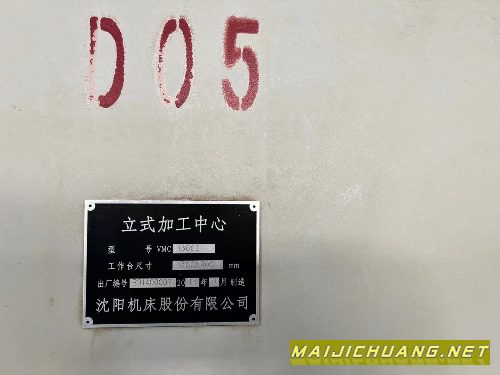 D05
立式加工中心
型 号 VMC
工作台尺寸 mm
出厂编号 20 年 月制造
沈阳机床股份有限公司
MAIJICHUANG.NET